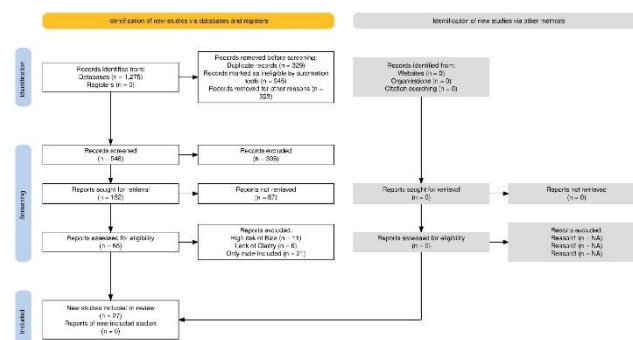 Identification of new studies via databases and registers
Identification of new studies via other methods
Identification
Records identified from:
Databases (n = 1,275)
Registers (n = 0)
Records removed before screening:
Duplicate records (n = 329)
Records marked as ineligible by automation
tools (n = 946)
Records removed for other reasons (n =
Records identified from:
Websites (n = 0)
Organisations (n = 0)
Citation searching (n = 0)
Screening
Records screened
(n = 548)
Records excluded
(n = 396)
Reports sought for retrieval
(n = 152)
Reports not retrieved
(n = 87)
Reports sought for retrieval
(n = 0)
Reports not retrieved
(n = 0)
Reports assessed for eligibility
(n = 65)
Reports excluded:
High risk of Bias (n = 11)
Lack of Clarity (n = 6)
Only male included (n = 21)
Reports assessed for eligibility
(n = 0)
Reports excluded:
Reason1 (n = NA)
Reason2 (n = NA)
Reason3 (n = NA)
Included
New studies included in review
(n = 27)
Reports of new included studies
(n = 0)